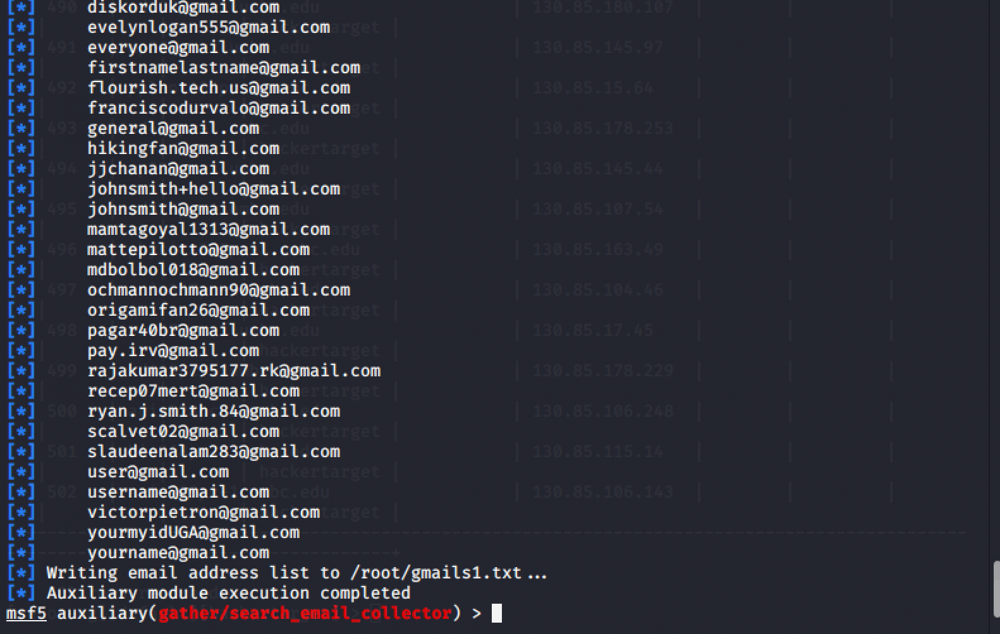 [*] diskorduk@gmail.com
[*] evelynlogan555@gmail.com
[*] everyone@gmail.com
[*] firstnamelastname@gmail.com
[*] flourish.tech.us@gmail.com
[*] franciscodurvalo@gmail.com
[*] general@gmail.com
[*] hikingfan@gmail.com
[*] jjchanan@gmail.com
[*] johnsmith+hello@gmail.com
[*] johnsmith@gmail.com
[*] mamtagoyal1313@gmail.com
[*] mattepilotto@gmail.com
[*] mdbolbol018@gmail.com
[*] ochmannochmann90@gmail.com
[*] origamifan26@gmail.com
[*] pagar40br@gmail.com
[*] pay.irv@gmail.com
[*] rajakumar3795177.rk@gmail.com
[*] recep07mert@gmail.com
[*] ryan.j.smith.84@gmail.com
[*] scalvet02@gmail.com
[*] slaudeenalam283@gmail.com
[*] user@gmail.com
[*] username@gmail.com
[*] victorpietron@gmail.com
[*] yourmyidUGA@gmail.com
[*] yourname@gmail.com
[*] Writing email address list to /root/gmails1.txt...
[*] Auxiliary module execution completed
msf5 auxiliary(gather/search_email_collector) >